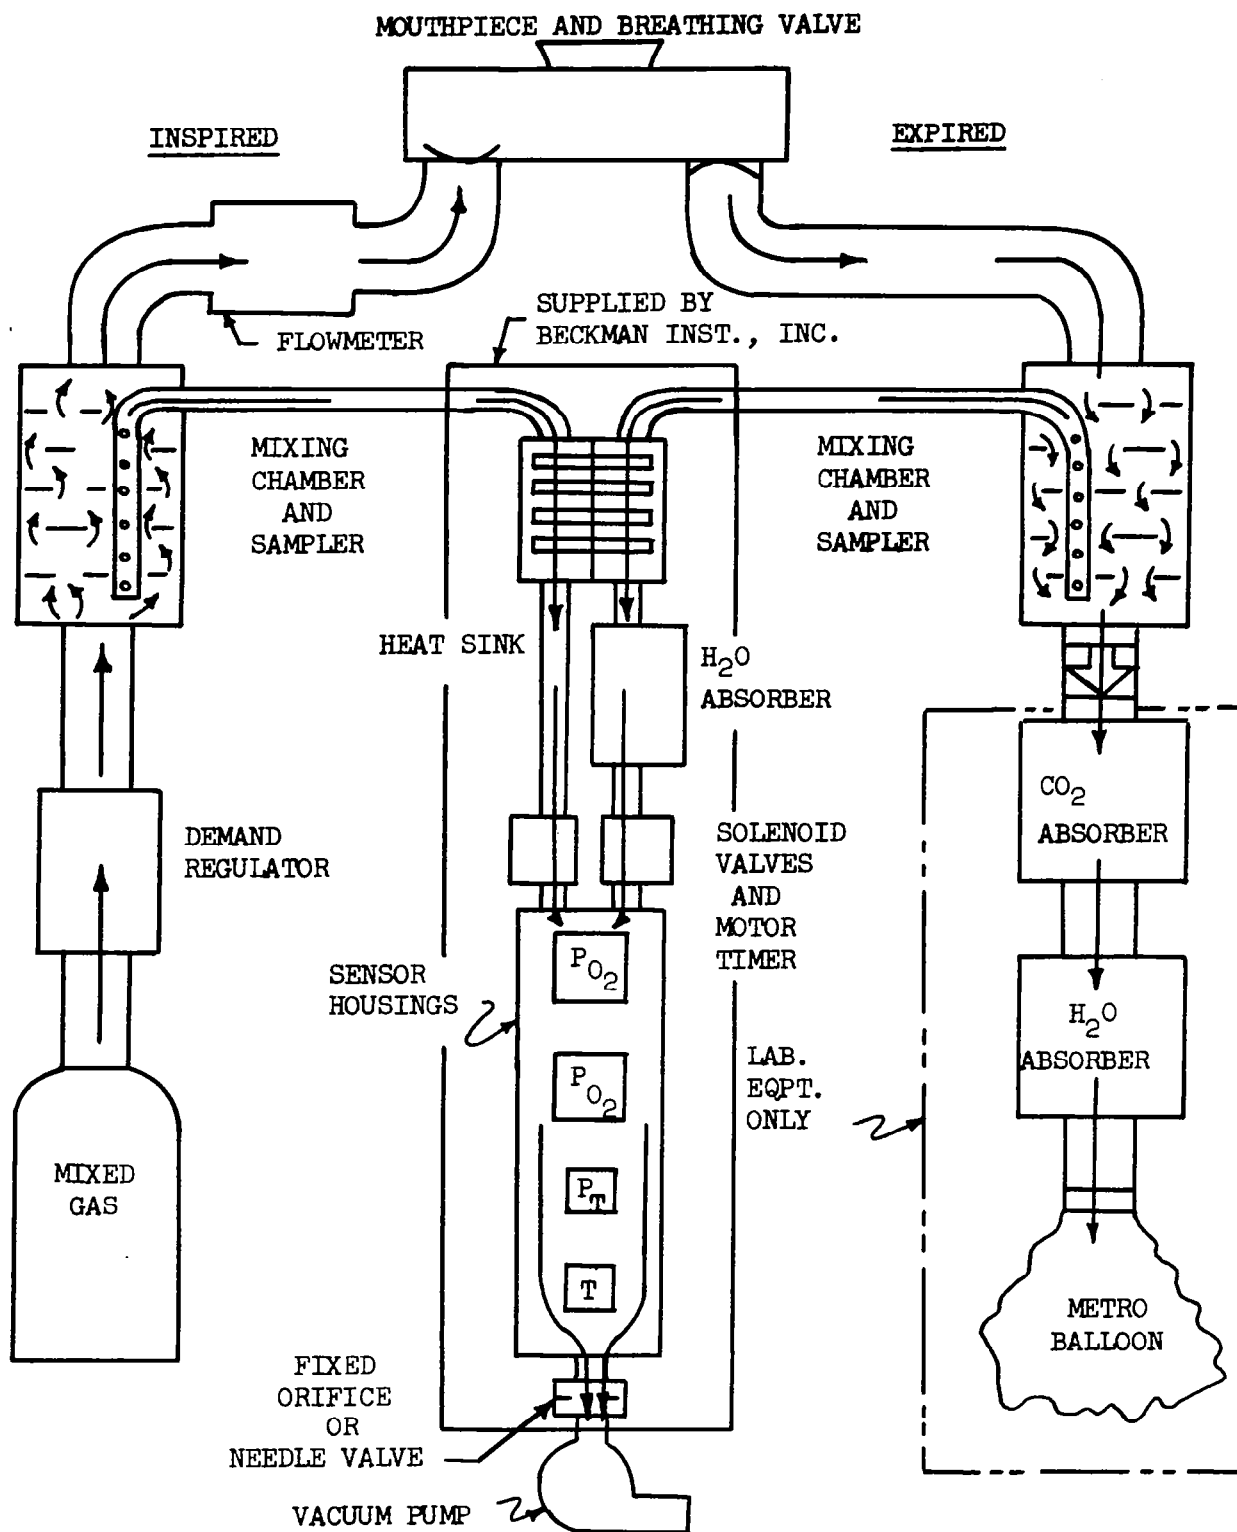 MOUTHPIECE AND BREATHING VALVE
INSPIRED
EXPIRED
FLOWMETER
SUPPLIED BY
BECKMAN INST., INC.
MIXING
CHAMBER
AND
SAMPLER
MIXING
CHAMBER
AND
SAMPLER
HEAT SINK
H2O
ABSORBER
DEMAND
REGULATOR
SOLENOID
VALVES
AND
MOTOR
TIMER
CO2
ABSORBER
SENSOR
HOUSINGS
PO2
PO2
PT
T
LAB.
EQPT.
ONLY
H2O
ABSORBER
MIXED
GAS
METRO
BALLOON
FIXED
ORIFICE
OR
NEEDLE VALVE
VACUUM PUMP